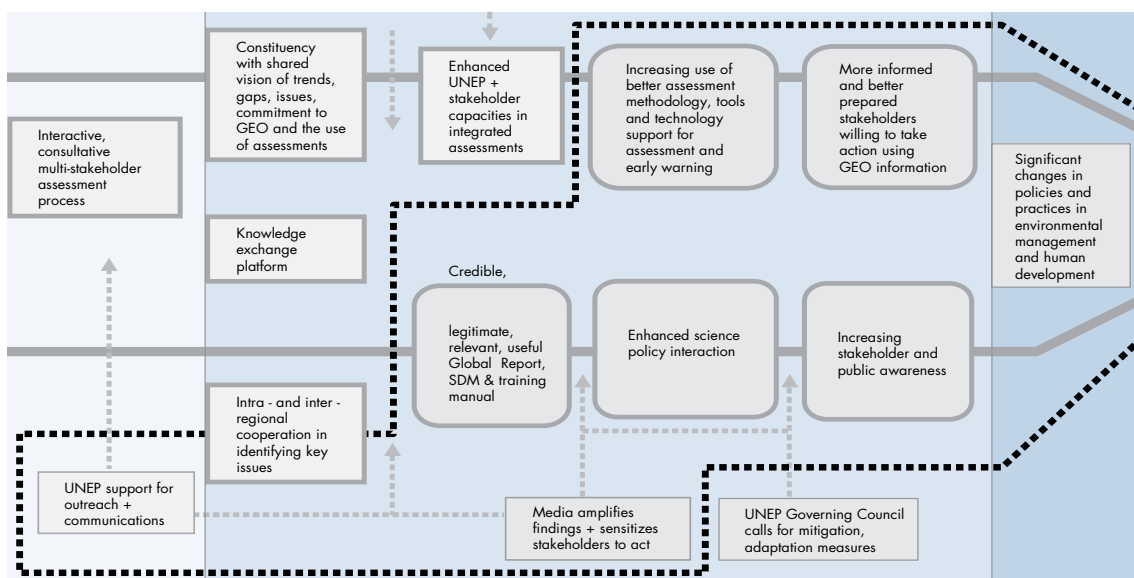 Interactive,
consultative
multi-stakeholder
assessment
process
Constituency
with shared
vision of trends,
gaps, issues,
commitment to
GEO and the use
of assessments
Enhanced
UNEP +
stakeholder
capacities in
integrated
assessments
Increasing use of
better assessment
methodology, tools
and technology
support for
assessment and
early warning
More informed
and better
prepared
stakeholders
willing to take
action using
GEO information
Significant
changes in
policies and
practices in
environmental
management
and human
development
Knowledge
exchange
platform
Credible,
legitimate,
relevant, useful
Global Report,
SDM & training
manual
Enhanced science
policy interaction
Increasing
stakeholder and
public awareness
Intra - and inter -
regional
cooperation in
identifying key
issues
UNEP support for
outreach +
communications
Media amplifies
findings + sensitizes
stakeholders to act
UNEP Governing Council
calls for mitigation,
adaptation measures